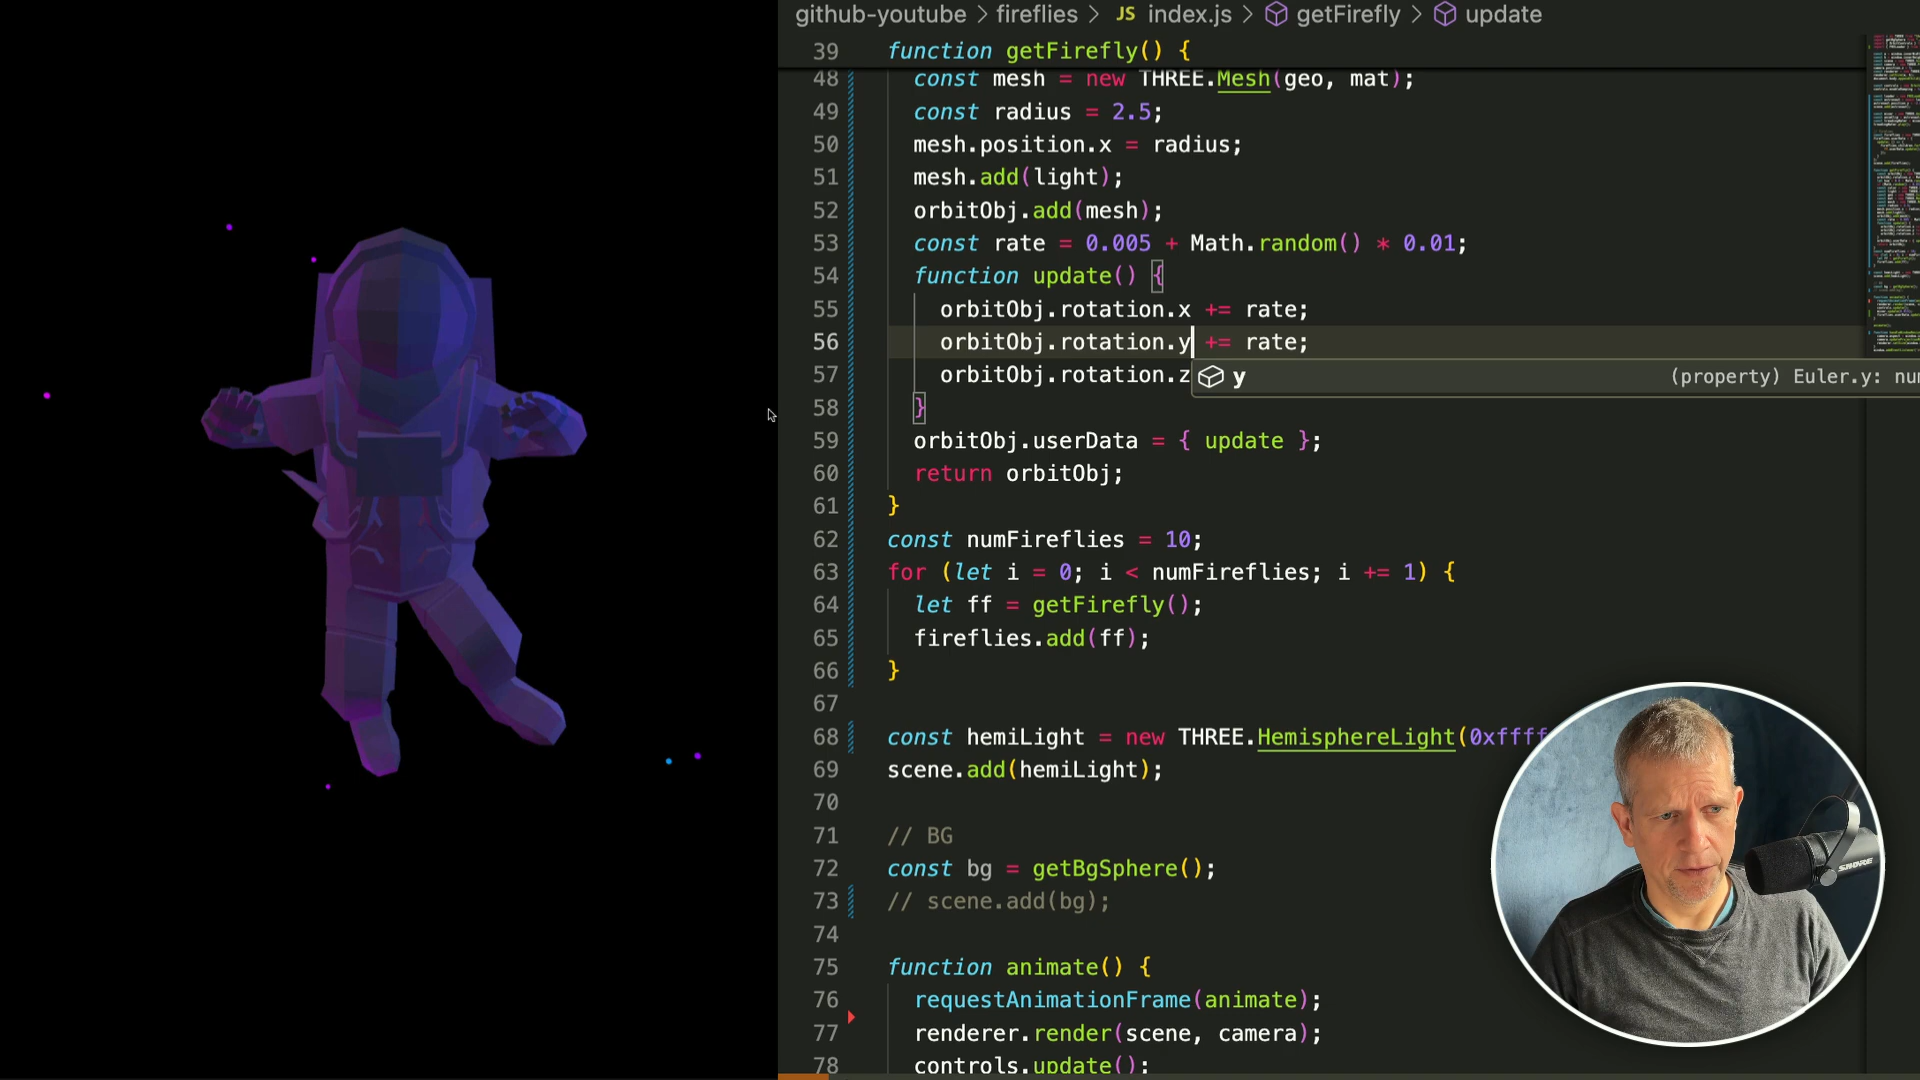 github-youtube > fireflies > JS index.js > getFirefly > update
39 function getFirefly() {
48 const mesh = new THREE.Mesh(geo, mat);
49 const radius = 2.5;
50 mesh.position.x = radius;
51 mesh.add(light);
52 orbitObj.add(mesh);
53 const rate = 0.005 + Math.random() * 0.01;
54 function update() {
55 orbitObj.rotation.x += rate;
56 orbitObj.rotation.y += rate;
57 orbitObj.rotation.z
y (property) Euler.y: num
58 }
59 orbitObj.userData = { update };
60 return orbitObj;
61 }
62 const numFireflies = 10;
63 for (let i = 0; i < numFireflies; i += 1) {
64 let ff = getFirefly();
65 fireflies.add(ff);
66 }
67
68 const hemiLight = new THREE.HemisphereLight(0xffff
69 scene.add(hemiLight);
70
71 // BG
72 const bg = getBgSphere();
73 // scene.add(bg);
74
75 function animate() {
76 requestAnimationFrame(animate);
77 renderer.render(scene, camera);
78 controls.update();
SHURE